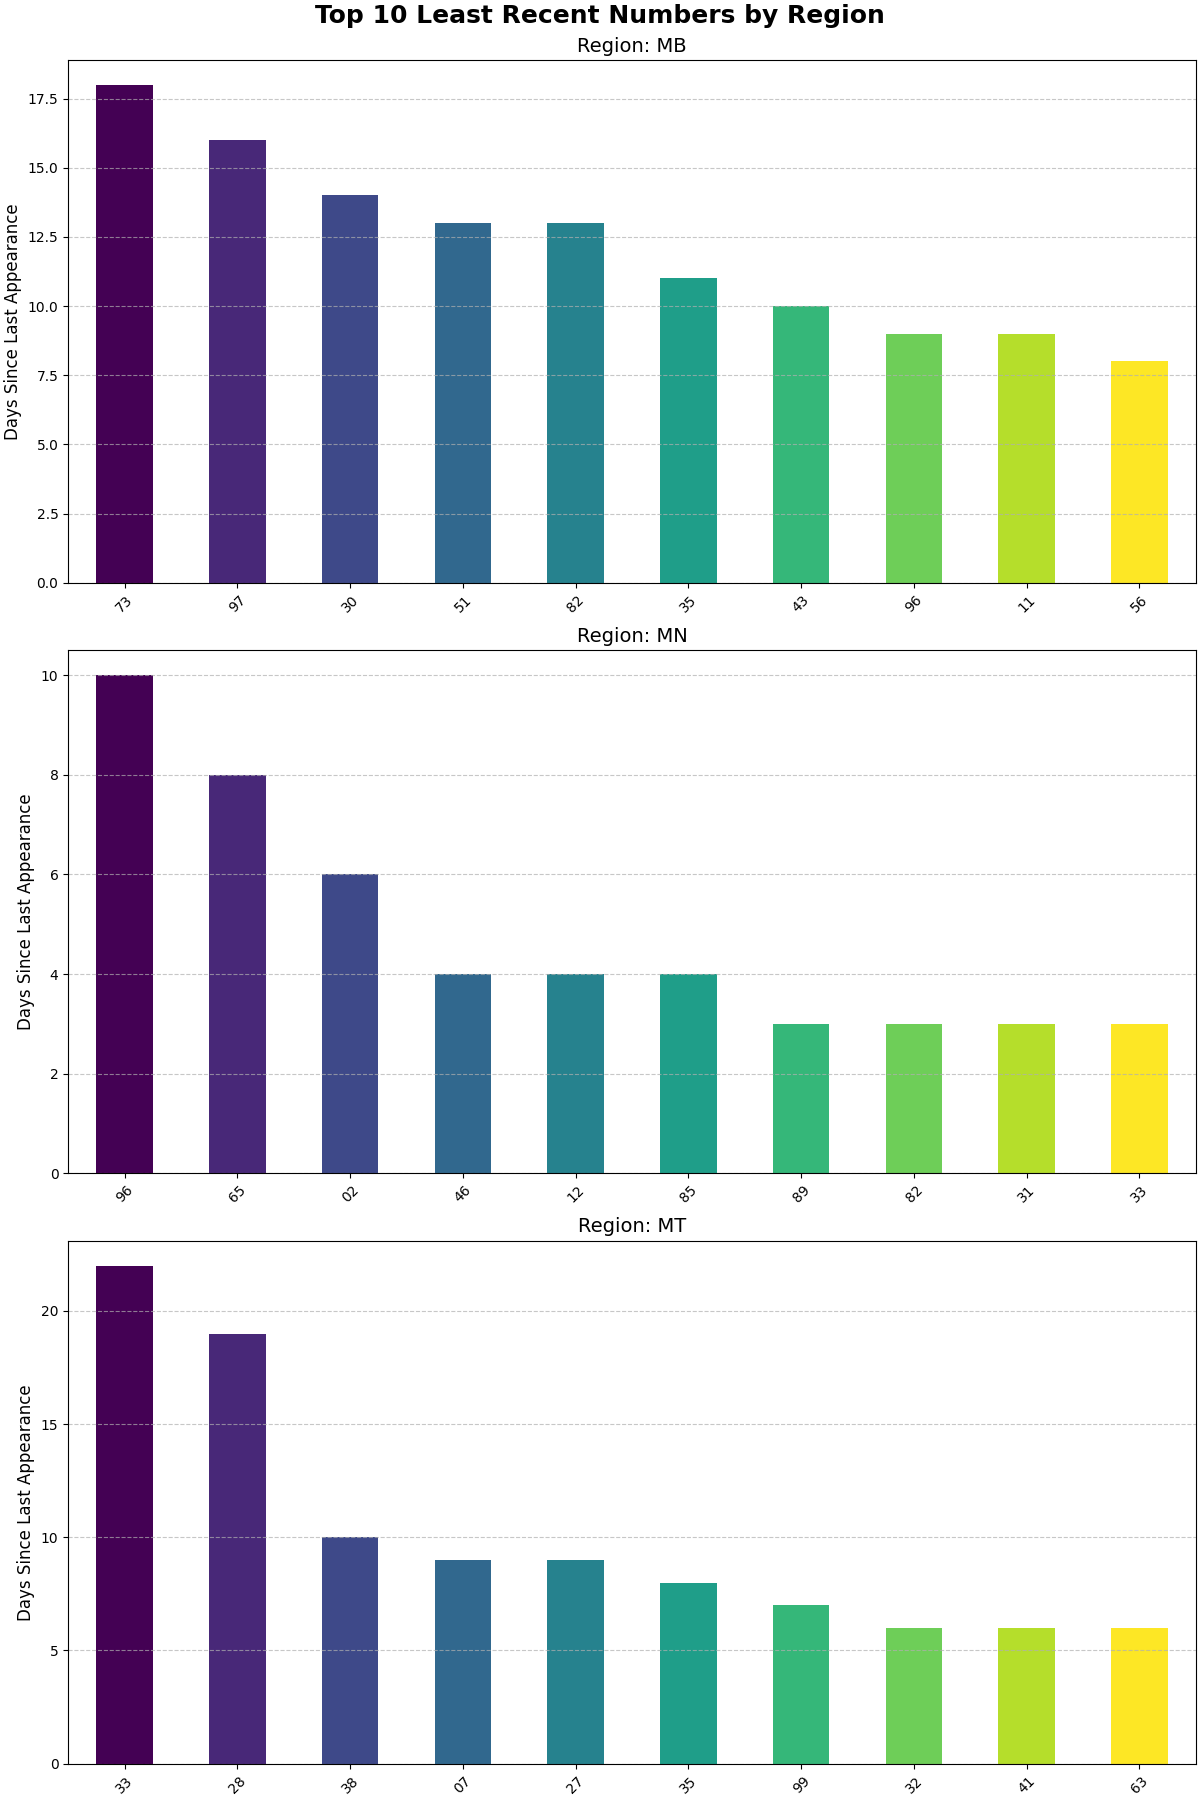 Top 10 Least Recent Numbers by Region
Region: MB
Days Since Last Appearance
17.5
15.0
12.5
10.0
7.5
5.0
2.5
0.0
73 97 30 51 82 35 43 96 11 56
Region: MN
Days Since Last Appearance
10
8
6
4
2
0
96 65 02 46 12 85 89 82 31 33
Region: MT
Days Since Last Appearance
20
15
10
5
0
33 28 38 07 27 35 99 32 41 63